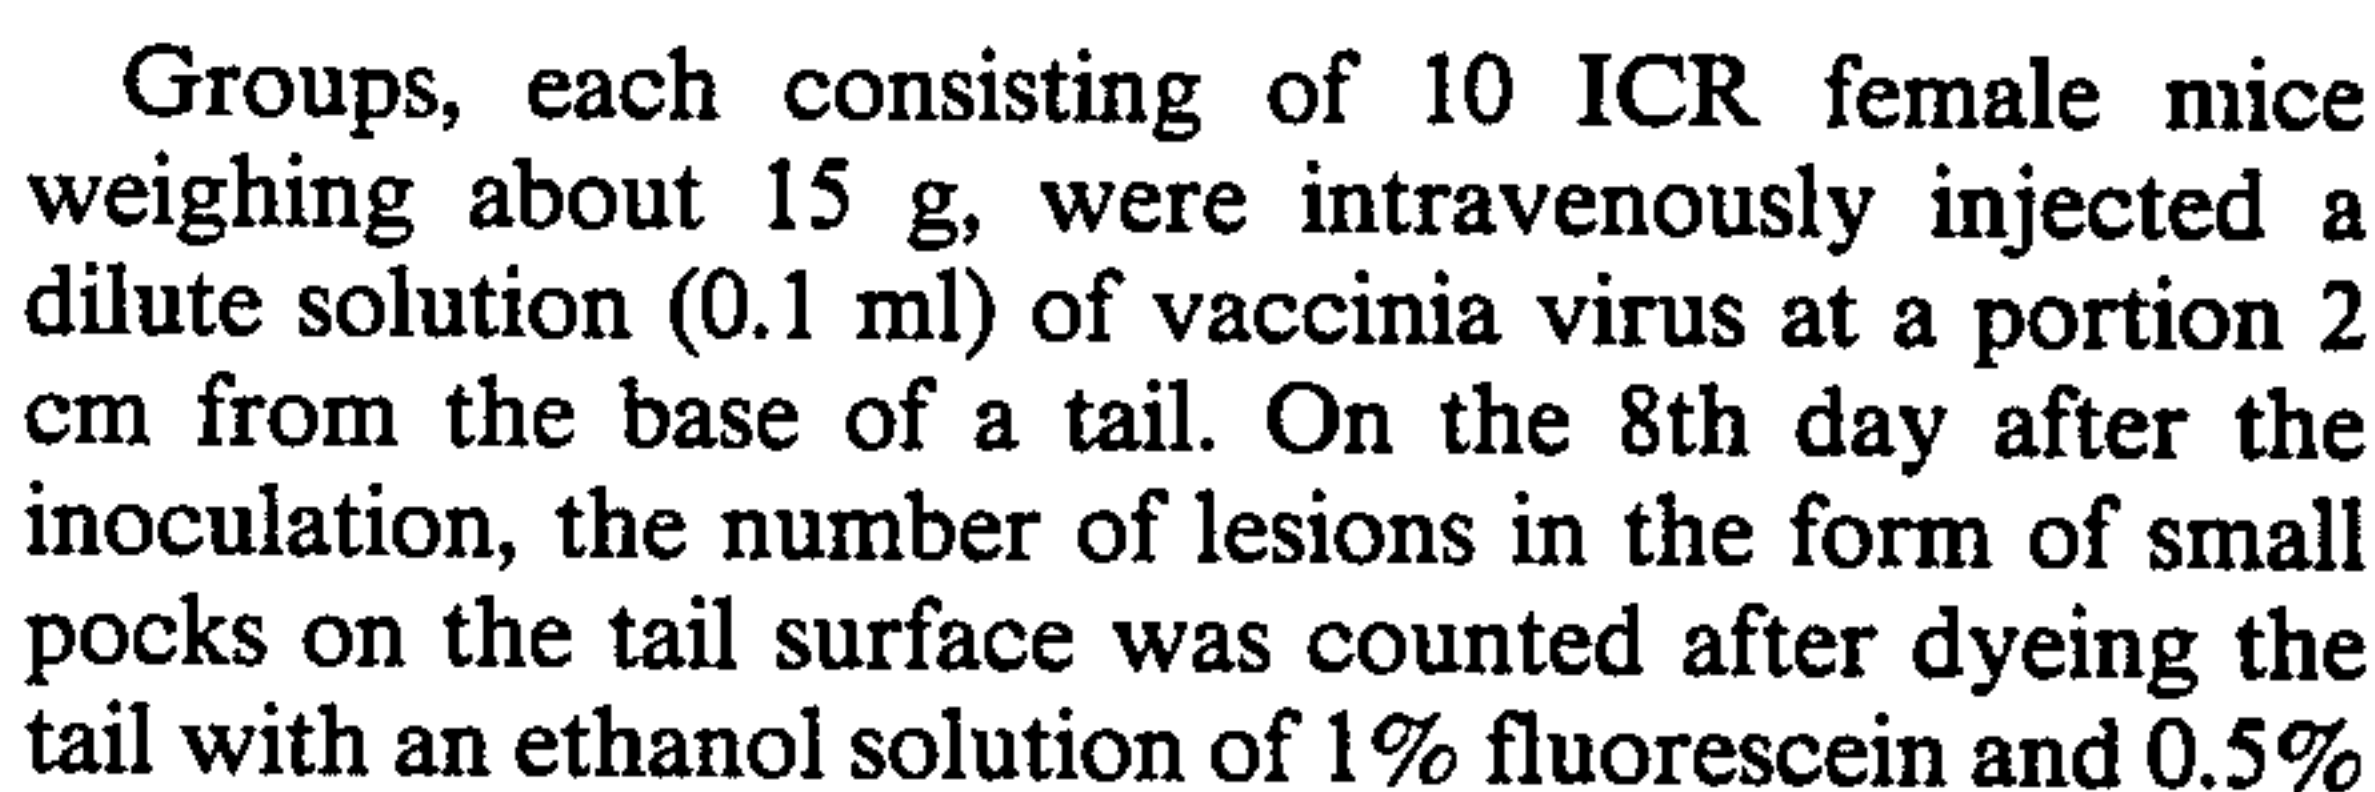 Groups, each consisting of 10 ICR female mice
weighing about 15 g, were intravenously injected a
dilute solution (0.1 ml) of vaccinia virus at a portion 2
cm from the base of a tail. On the 8th day after the
inoculation, the number of lesions in the form of small
pocks on the tail surface was counted after dyeing the
tail with an ethanol solution of 1% fluorescein and 0.5%